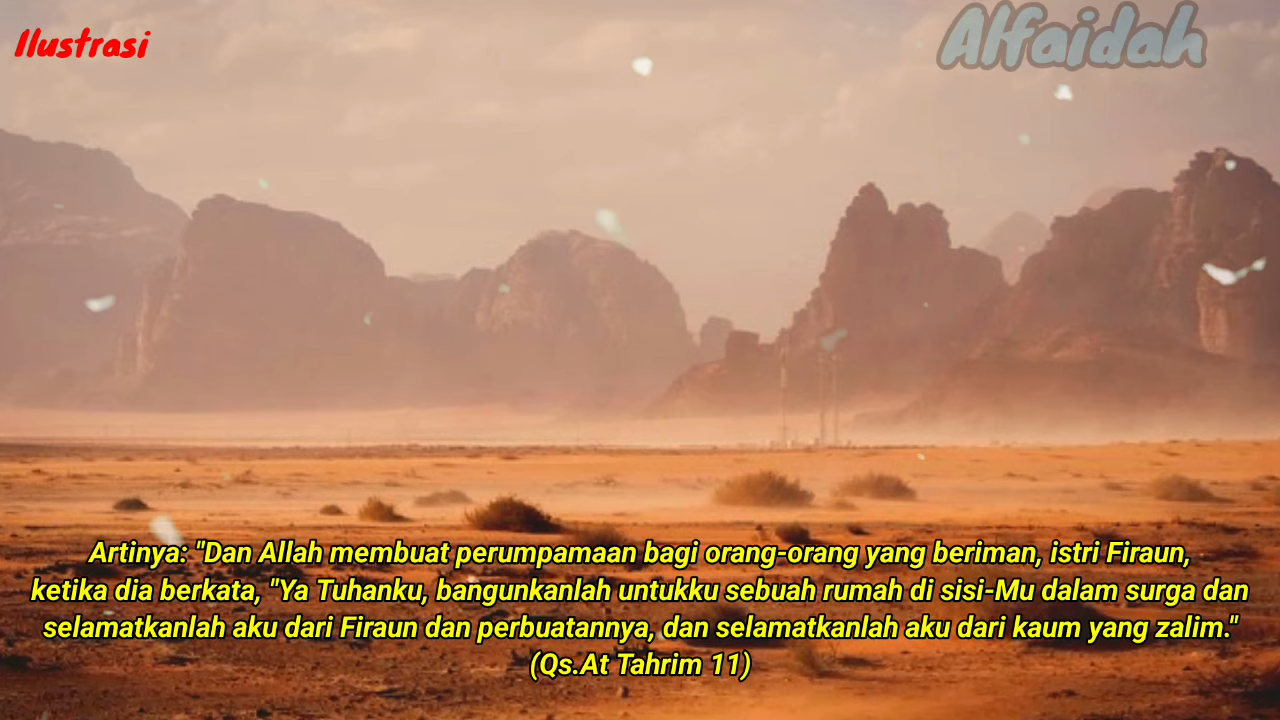 Ilustrasi
Alfaidah
Artinya: "Dan Allah membuat perumpamaan bagi orang-orang yang beriman, istri Firaun,
ketika dia berkata, "Ya Tuhanku, bangunkanlah untukku sebuah rumah di sisi-Mu dalam surga dan
selamatkanlah aku dari Firaun dan perbuatannya, dan selamatkanlah aku dari kaum yang zalim."
(Qs.At Tahrim 11)